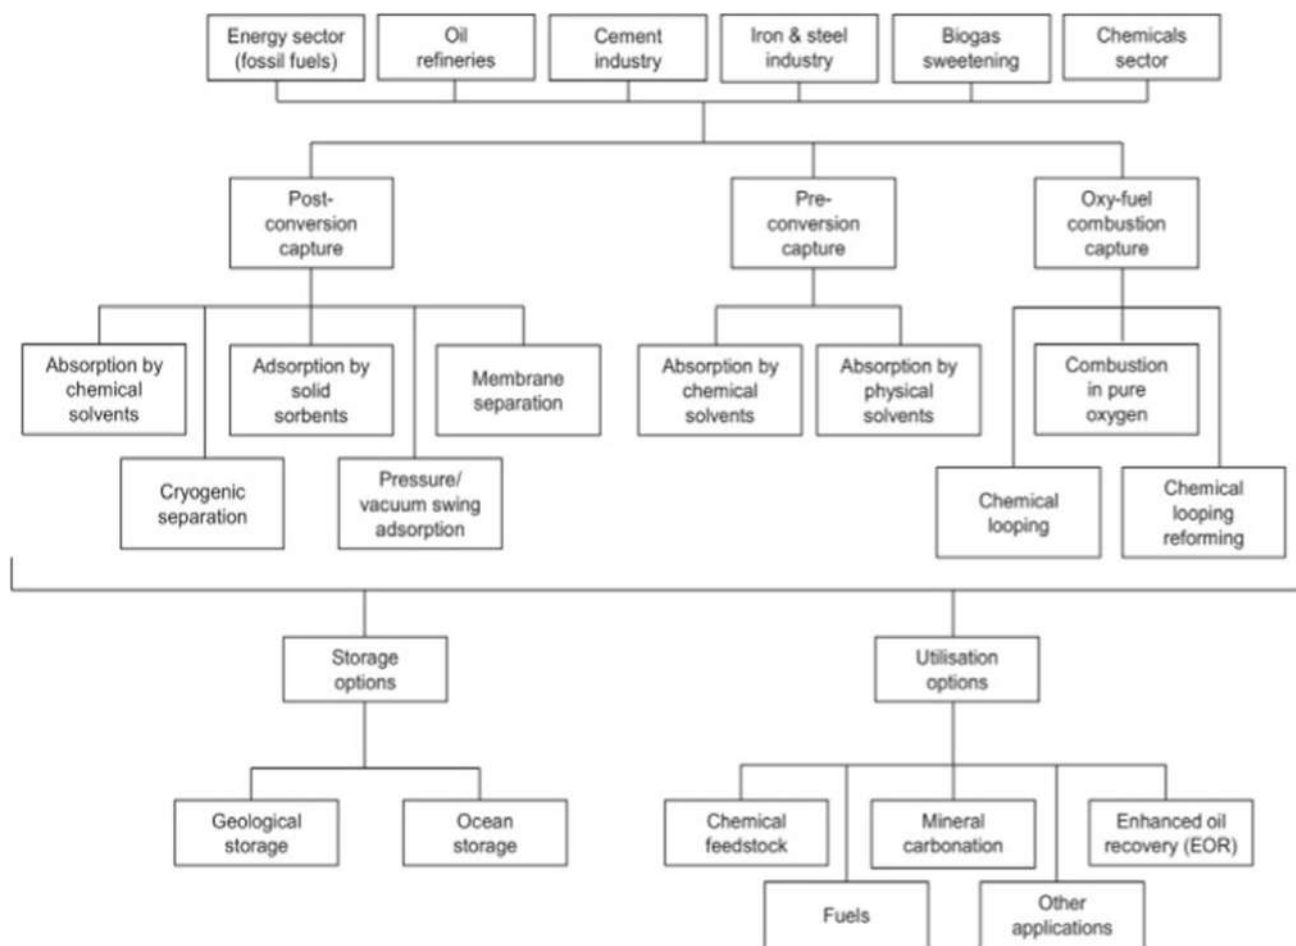 Energy sector
(fossil fuels)
Oil
refineries
Cement
industry
Iron & steel
industry
Biogas
sweetening
Chemicals
sector
Post-
conversion
capture
Pre-
conversion
capture
Oxy-fuel
combustion
capture
Absorption by
chemical
solvents
Adsorption by
solid
sorbents
Membrane
separation
Absorption by
chemical
solvents
Absorption by
physical
solvents
Combustion
in pure
oxygen
Cryogenic
separation
Pressure/
vacuum swing
adsorption
Chemical
looping
Chemical
looping
reforming
Storage
options
Utilisation
options
Geological
storage
Ocean
storage
Chemical
feedstock
Mineral
carbonation
Enhanced oil
recovery (EOR)
Fuels
Other
applications